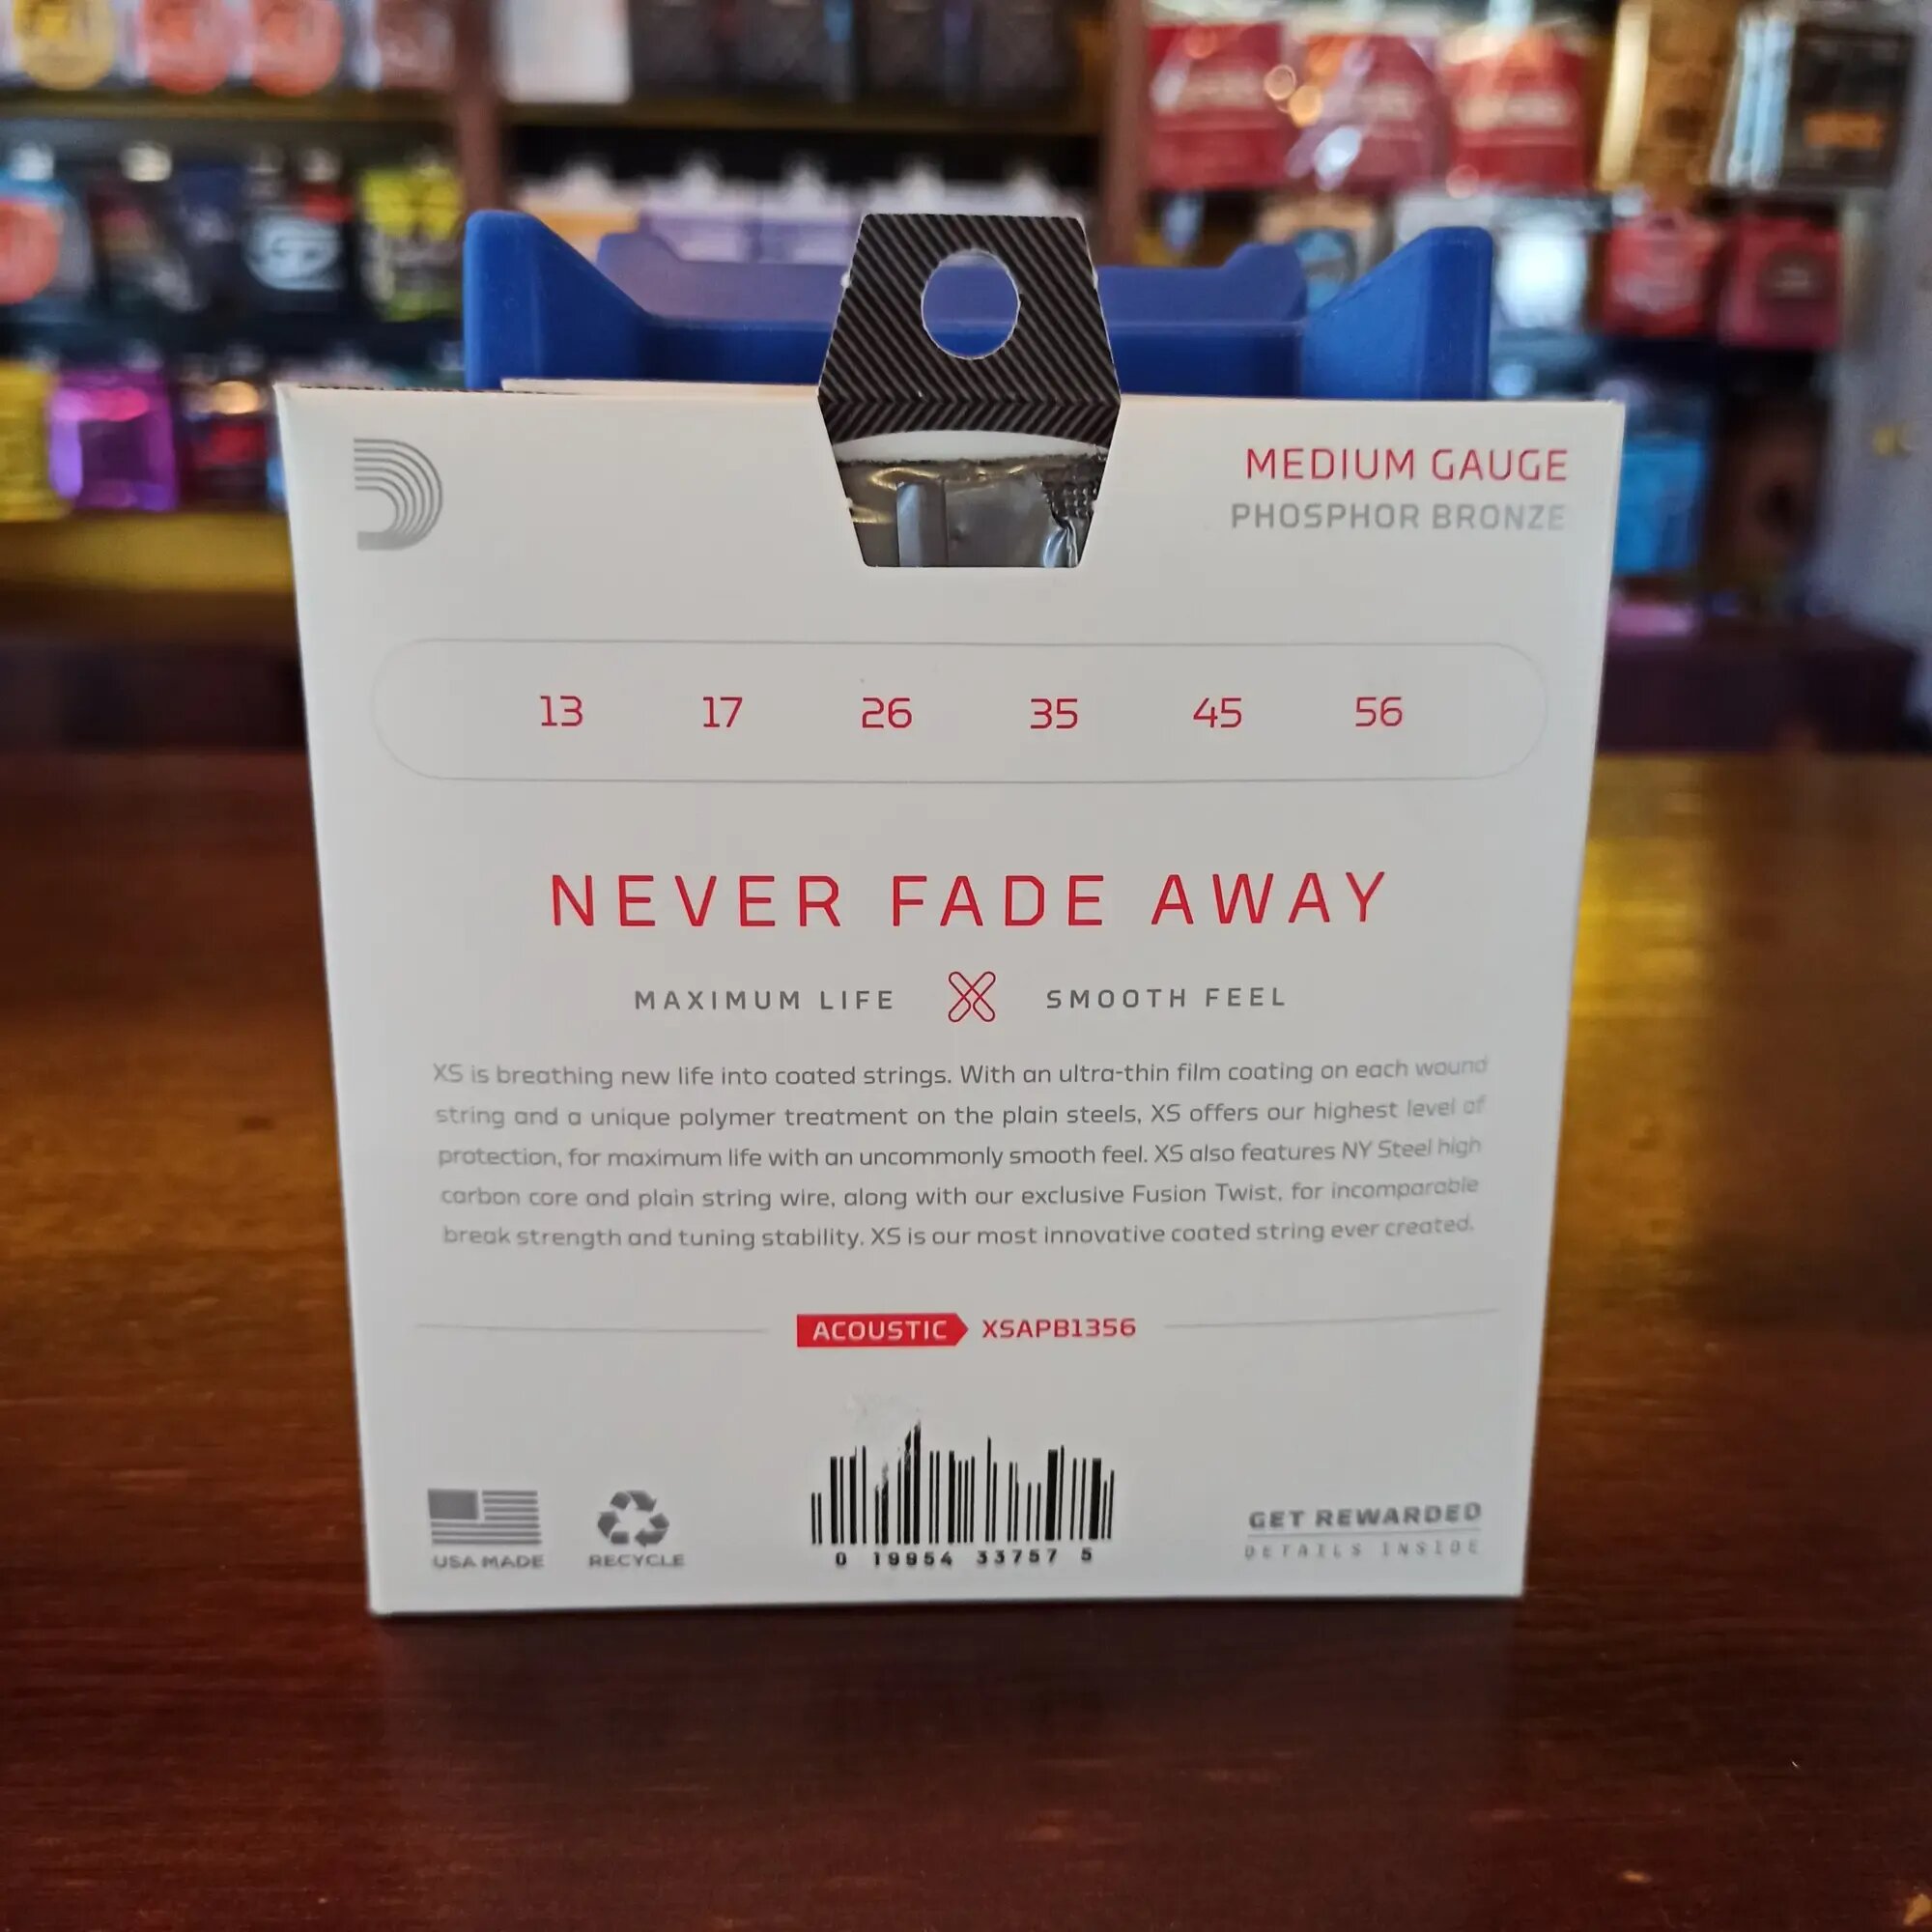 MEDIUM GAUGE
PHOSPHOR BRONZE
13 17 26 35 45 56
NEVER FADE AWAY
MAXIMUM LIFE SMOOTH FEEL
XS is breathing new life into coated strings. With an ultra-thin film coating on each wound
string and a unique polymer treatment on the plain steels, XS offers our highest level of
protection, for maximum life with an uncommonly smooth feel. XS also features NY Steel high
carbon core and plain string wire, along with our exclusive Fusion Twist, for incomparable
break strength and tuning stability. XS is our most innovative coated string ever created.
ACOUSTIC XSAPB1356
USA MADE
RECYCLE
0 19954 33757 5
GET REWARDED
DETAILS INSIDE